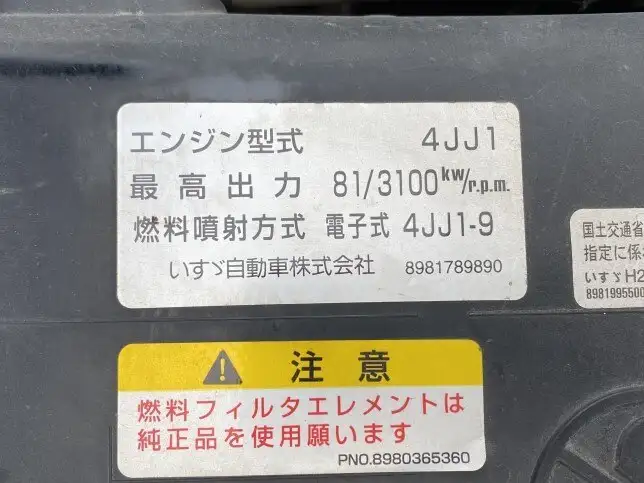 エンジン型式 4JJ1
最高出力 81/3100kw/r.p.m.
燃料噴射方式 電子式 4JJ1-9
いすゞ自動車株式会社 8981789890
国土交通省
指定に係
いすゞH2
8981995500
⚠ 注意
燃料フィルタエレメントは
純正品を使用願います
PNO.8980365360